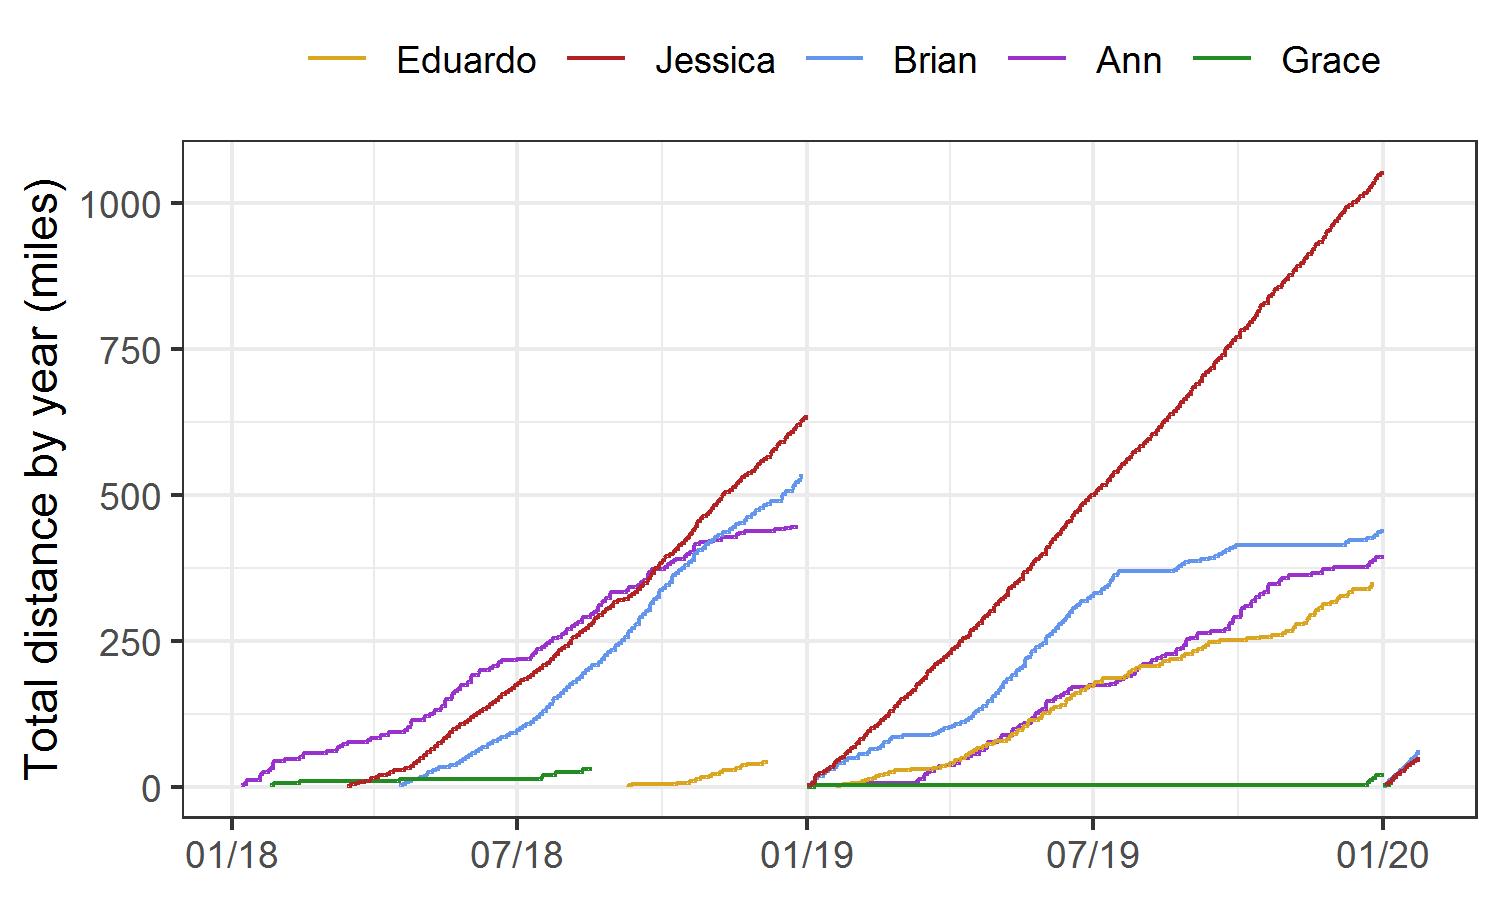 Eduardo Jessica Brian Ann Grace
Total distance by year (miles)
1000
750
500
250
0
01/18 07/18 01/19 07/19 01/20